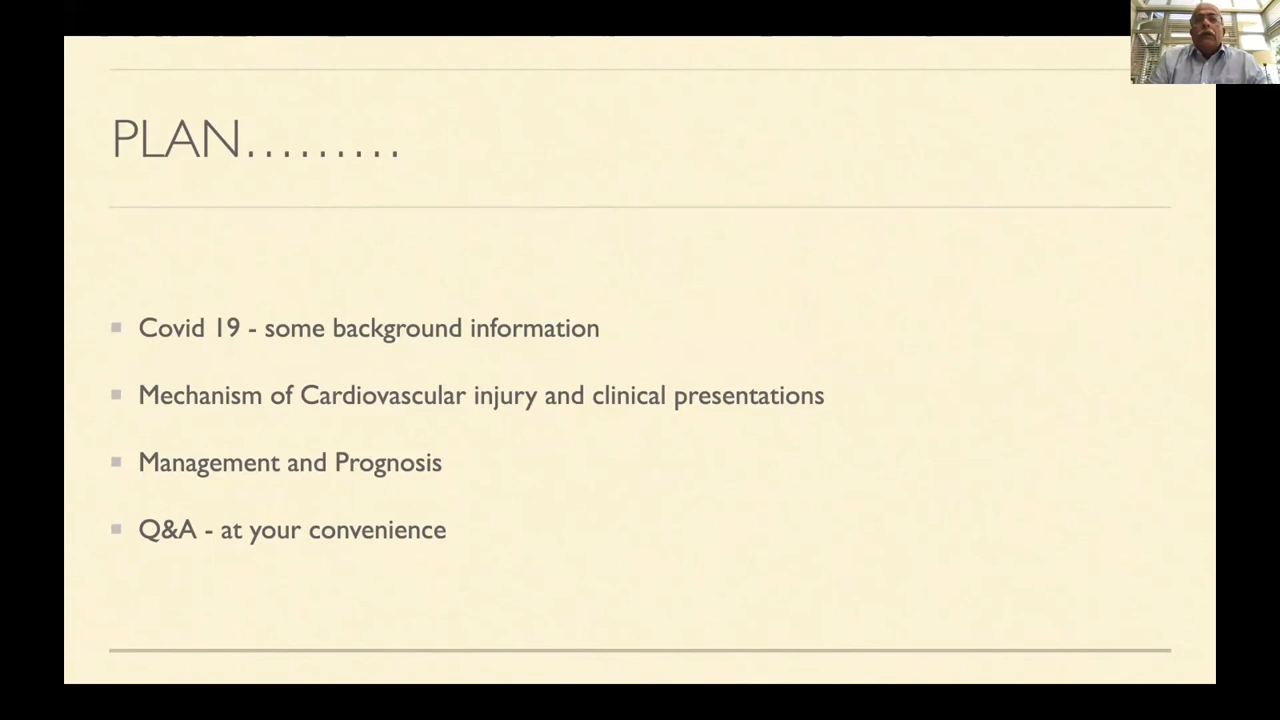 PLAN.........
Covid 19 - some background information
Mechanism of Cardiovascular injury and clinical presentations
Management and Prognosis
Q&A - at your convenience